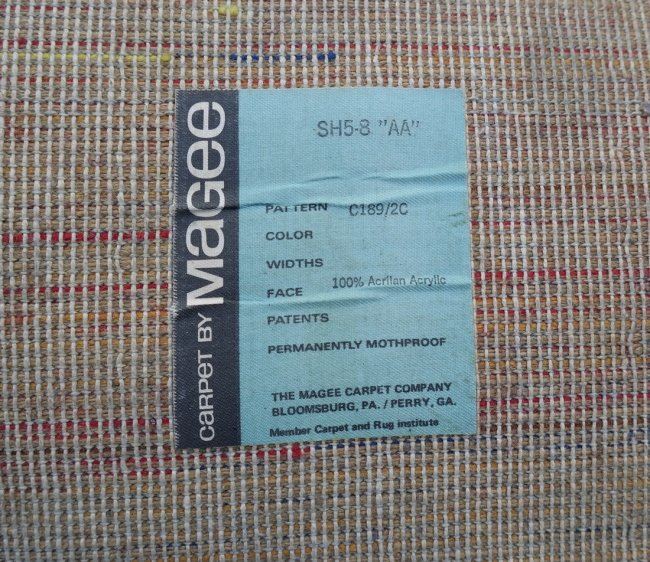 CARPET BY MAGEE
SH5-8 "AA"
PATTERN C189/2C
COLOR
WIDTHS
FACE 100% Acrilan Acrylic
PATENTS
PERMANENTLY MOTHPROOF
THE MAGEE CARPET COMPANY
BLOOMSBURG, PA. / PERRY, GA.
Member Carpet and Rug institute